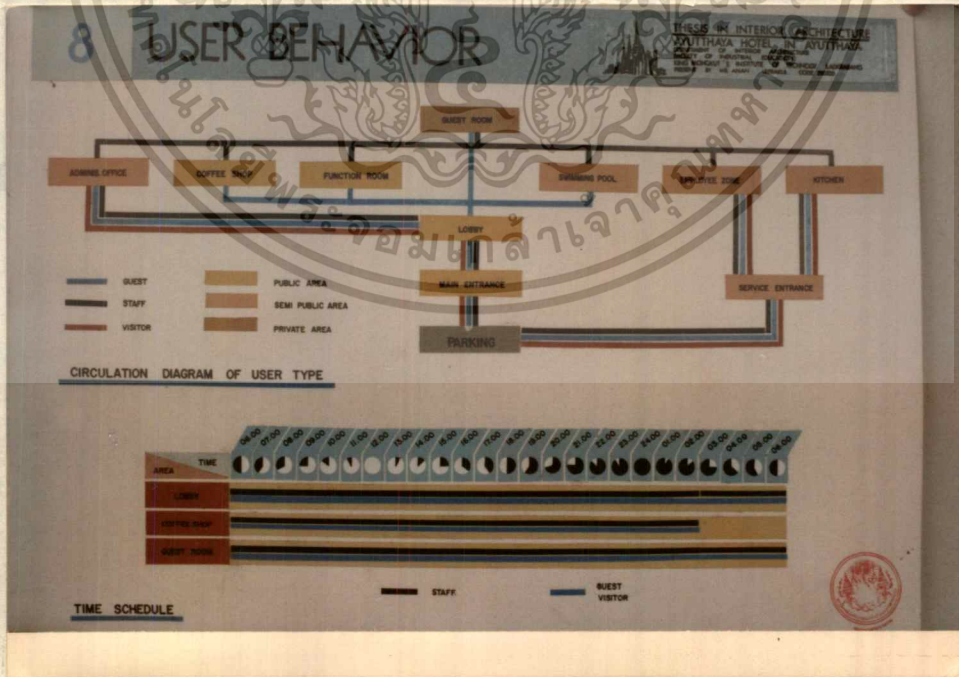 8 USER BEHAVIOR
THESIS IN INTERIOR ARCHITECTURE
AYUTTHAYA HOTEL, IN AYUTTHAYA
GUEST ROOM
ADMINIS.OFFICE
COFFEE SHOP
FUNCTION ROOM
SWIMMING POOL
EMPLOYEE ZONE
KITCHEN
LOBBY
MAIN ENTRANCE
SERVICE ENTRANCE
PARKING
GUEST
STAFF
VISITOR
PUBLIC AREA
SEMI PUBLIC AREA
PRIVATE AREA
CIRCULATION DIAGRAM OF USER TYPE
TIME
AREA
06.00 07.00 08.00 09.00 10.00 11.00 12.00 13.00 14.00 15.00 16.00 17.00 18.00 19.00 20.00 21.00 22.00 23.00 24.00 01.00 02.00 03.00 04.00 05.00 06.00
LOBBY
COFFEE SHOP
GUEST ROOM
STAFF
GUEST
VISITOR
TIME SCHEDULE